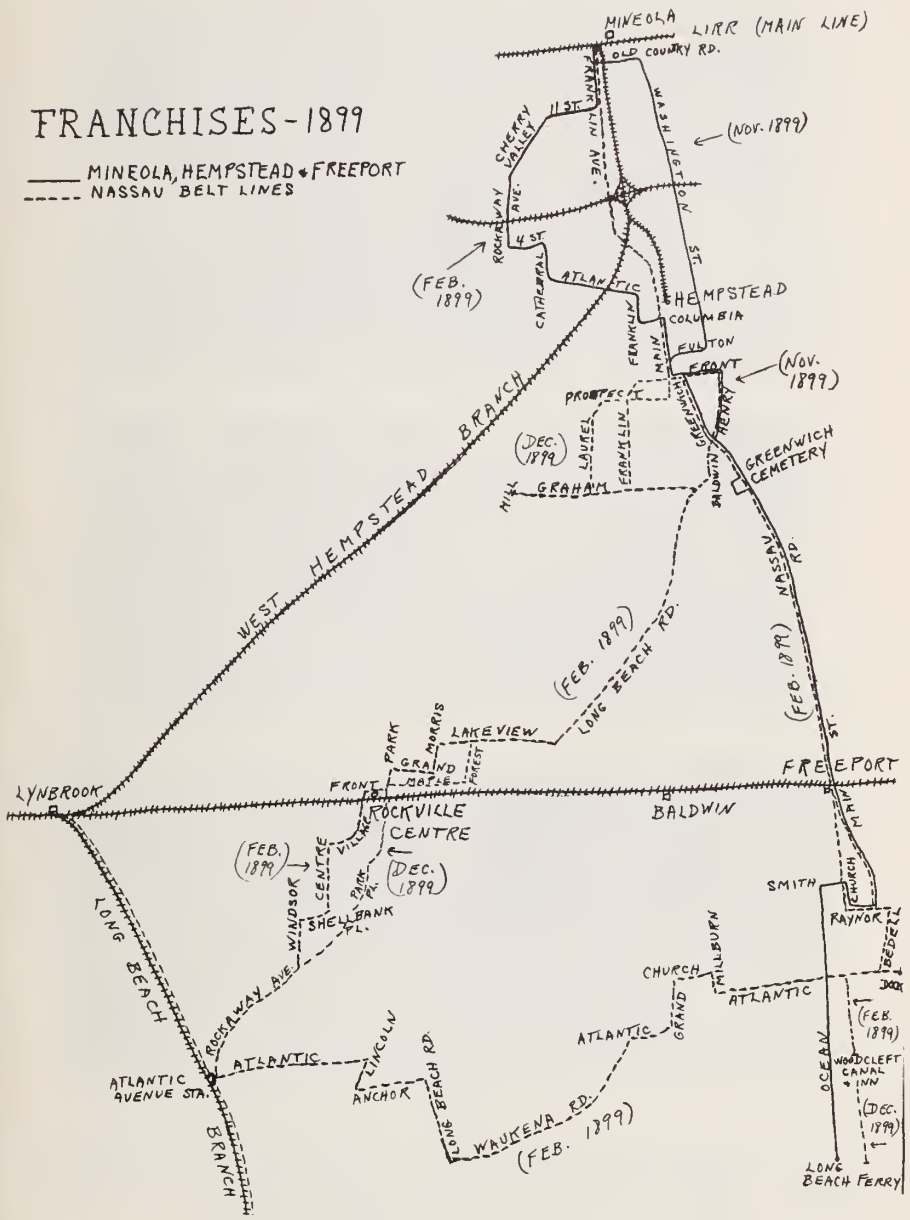 MINEOLA
LIRR (MAIN LINE)
OLD COUNTRY RD.
FRANCHISES-1899
MINEOLA, HEMPSTEAD & FREEPORT
NASSAU BELT LINES
FRANKLIN AVE.
11 ST.
CHERRY VALLEY
WASHINGTON ST.
(NOV. 1899)
ROCKAWAY AVE.
4 ST.
(FEB. 1899)
CATHEDRAL
ATLANTIC
HEMPSTEAD
COLUMBIA
FRANKLIN
MAIN
FULTON
FRONT
(NOV. 1899)
HENRY
PROSPECT
GREENWICH
LAUREL
FRANKLIN
(DEC. 1899)
BALDWIN
GREENWICH CEMETERY
MILL
GRAHAM
WEST HEMPSTEAD BRANCH
NASSAU RD.
(FEB. 1899)
LONG BEACH RD.
(FEB. 1899)
ST.
PARK
MORRIS
LAKEVIEW
GRAND
MAPLE
FOREST
LYNBROOK
FRONT
ROCKVILLE CENTRE
BALDWIN
FREEPORT
MAIN
VILLAGE
CENTRE
(FEB. 1899)
(DEC. 1899)
PARK PL.
WINDSOR
SHELLBANK PL.
SMITH
CHURCH
RAYNOR
BEDELL
DOCK
LONG BEACH BRANCH
ROCKAWAY AVE.
CHURCH
MILLBURN
ATLANTIC
GRAND
ATLANTIC
(FEB. 1899)
WOODCLEFT CANAL & INN
OCEAN
(DEC. 1899)
ATLANTIC AVENUE STA.
ATLANTIC
LINCOLN
ANCHOR
LONG BEACH RD.
WAUKENA RD.
(FEB. 1899)
LONG BEACH FERRY